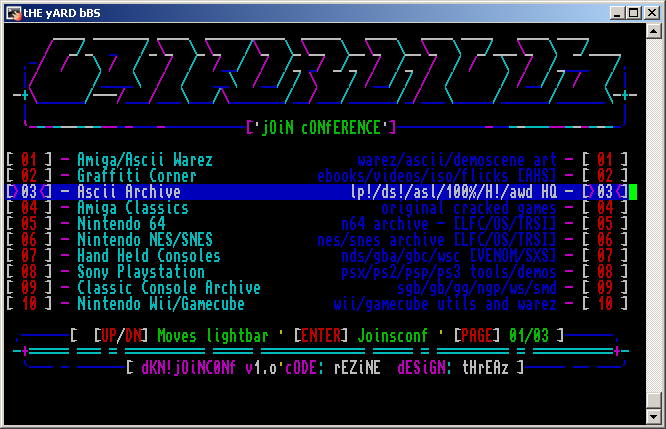 tHE yARD bBS
['jOiN cONfERENCE']
[ 01 ] - Amiga/Ascii Warez warez/ascii/demoscene art - [ 01 ]
[ 02 ] - Graffiti Corner ebooks/videos/iso/flicks [AHS] - [ 02 ]
[>03<] - Ascii Archive lp!/ds!/asl/100%/H!/awd HQ - [>03<]
[ 04 ] - Amiga Classics original cracked games - [ 04 ]
[ 05 ] - Nintendo 64 n64 archive - [LFC/OS/TRSI] - [ 05 ]
[ 06 ] - Nintendo NES/SNES nes/snes archive [LFC/OS/TRSI] - [ 06 ]
[ 07 ] - Hand Held Consoles nds/gba/gbc/wsc [VENOM/SXS] - [ 07 ]
[ 08 ] - Sony Playstation psx/ps2/psp/ps3 tools/demos - [ 08 ]
[ 09 ] - Classic Console Archive sgb/gb/gg/ngp/ws/smd - [ 09 ]
[ 10 ] - Nintendo Wii/Gamecube wii/gamecube utils and warez - [ 10 ]
[ [UP/DN] Moves lightbar ' [ENTER] Joinsconf ' [PAGE] 01/03 ]
[ dKN!jOiNC0Nf v1.o'cODE: rEZiNE dESiGN: tHrEAz ]